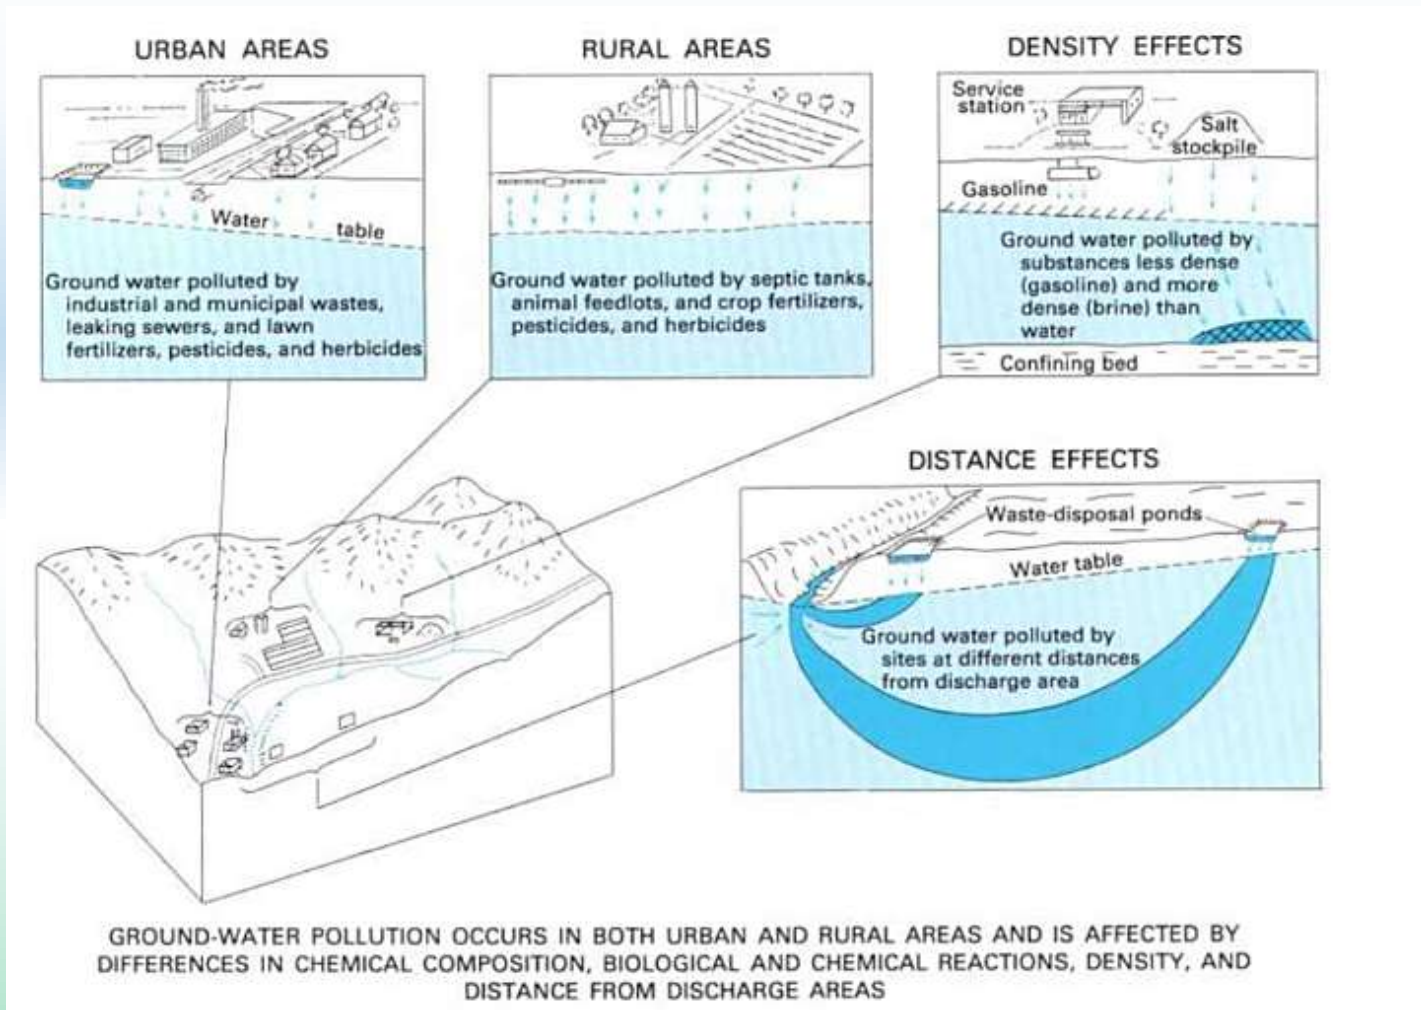 URBAN AREAS
Water table
Ground water polluted by
industrial and municipal wastes,
leaking sewers, and lawn
fertilizers, pesticides, and herbicides
RURAL AREAS
Ground water polluted by septic tanks,
animal feedlots, and crop fertilizers,
pesticides, and herbicides
DENSITY EFFECTS
Service
station
Salt
stockpile
Gasoline
Ground water polluted by
substances less dense
(gasoline) and more
dense (brine) than
water
Confining bed
DISTANCE EFFECTS
Waste-disposal ponds
Water table
Ground water polluted by
sites at different distances
from discharge area
GROUND-WATER POLLUTION OCCURS IN BOTH URBAN AND RURAL AREAS AND IS AFFECTED BY
DIFFERENCES IN CHEMICAL COMPOSITION, BIOLOGICAL AND CHEMICAL REACTIONS, DENSITY, AND
DISTANCE FROM DISCHARGE AREAS